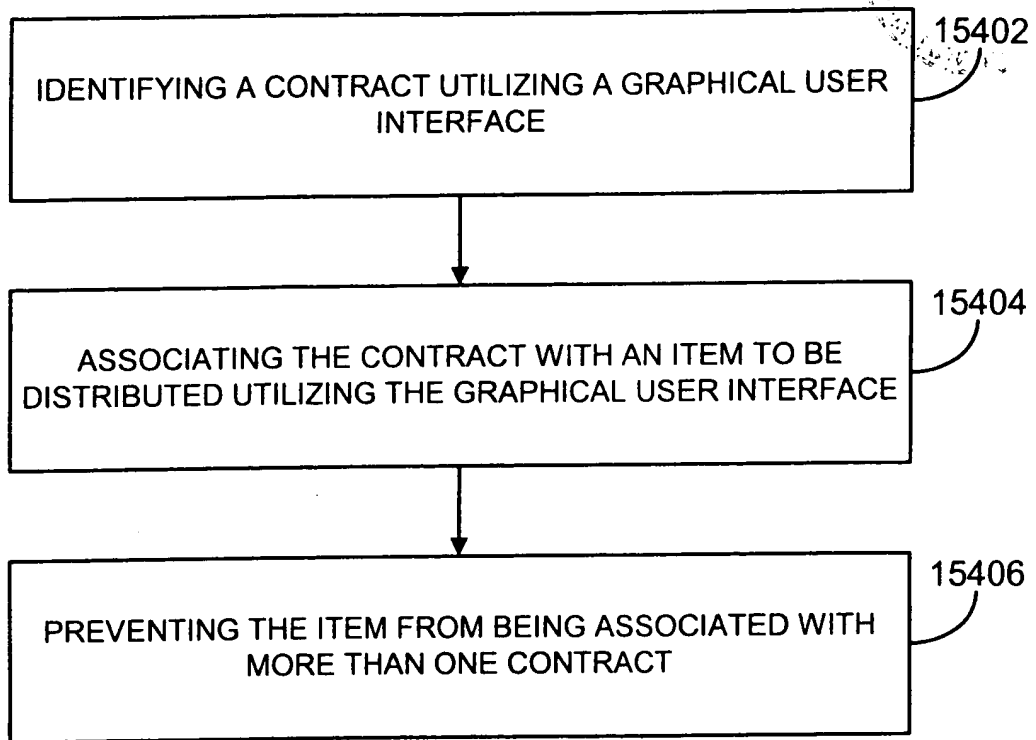 15402
IDENTIFYING A CONTRACT UTILIZING A GRAPHICAL USER
INTERFACE
15404
ASSOCIATING THE CONTRACT WITH AN ITEM TO BE
DISTRIBUTED UTILIZING THE GRAPHICAL USER INTERFACE
15406
PREVENTING THE ITEM FROM BEING ASSOCIATED WITH
MORE THAN ONE CONTRACT